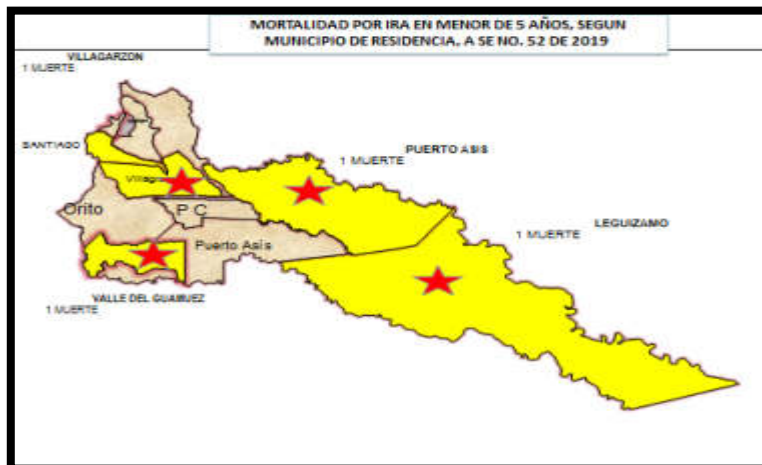 MORTALIDAD POR IRA EN MENOR DE 5 AÑOS, SEGUN
MUNICIPIO DE RESIDENCIA, A SE NO. 52 DE 2019
VILLAGARZON
1 MUERTE
SANTIAGO
PUERTO ASIS
1 MUERTE
Orito
P C
Puerto Asís
LEGUIZAMO
1 MUERTE
VALLE DEL GUAMUEZ
1 MUERTE